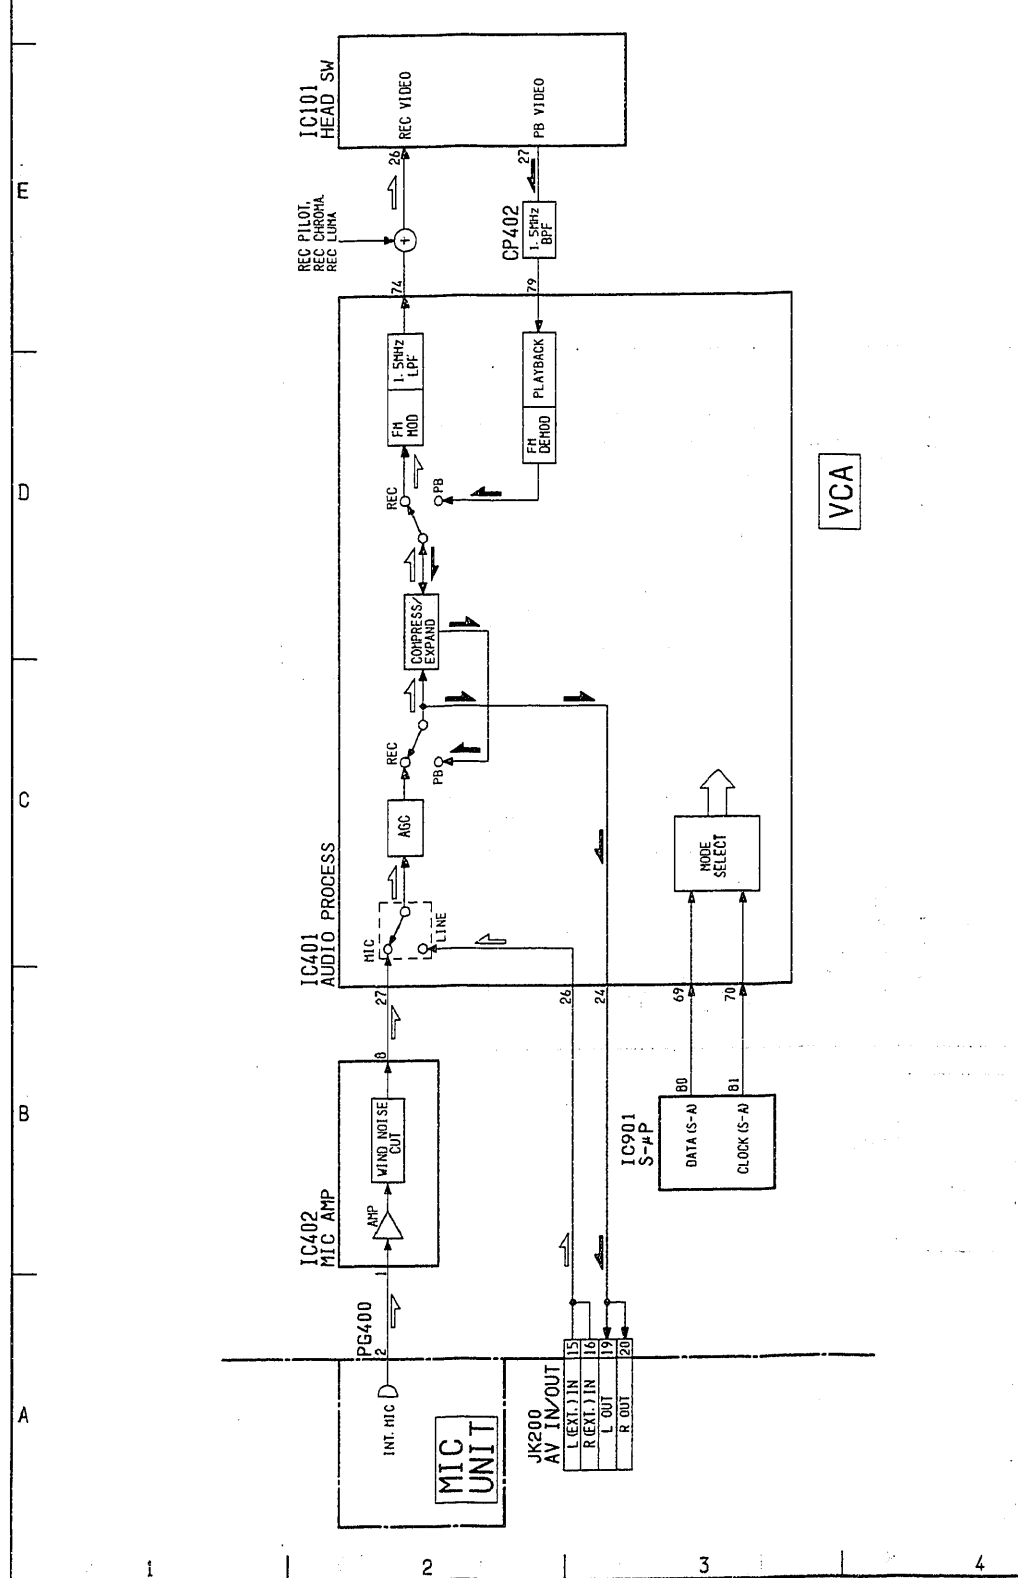 IC101
HEAD SW
REC VIDEO
PB VIDEO
26
27
E
REC PILOT,
REC CHROMA.
REC LUMA
+
CP402
1.5MHz
BPF
74
79
1.5MHz
LPF
FM
MOD
PLAYBACK
FM
DEMOD
REC
PB
D
VCA
COMPRESS/
EXPAND
REC
PB
AGC
C
MODE
SELECT
IC401
AUDIO PROCESS
MIC
LINE
27
26
24
69
70
8
B
WIND NOISE
CUT
AMP
IC402
MIC AMP
1
80
81
IC901
S-μP
DATA (S-A)
CLOCK (S-A)
PG400
2
INT. MIC
MIC
UNIT
A
JK200
AV IN/OUT
L (EXT.) IN 15
R (EXT.) IN 16
L OUT 19
R OUT 20
1
2
3
4